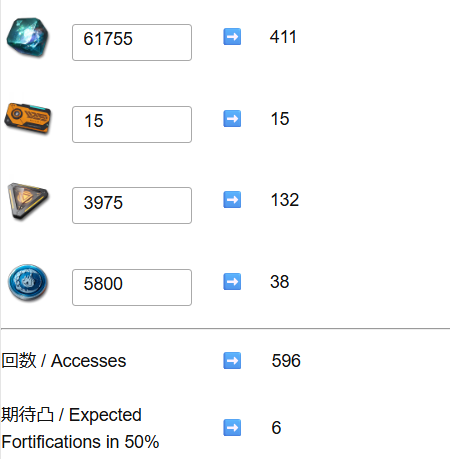 61755 ➡ 411
15 ➡ 15
3975 ➡ 132
5800 ➡ 38
回数 / Accesses ➡ 596
期待凸 / Expected
Fortifications in 50% ➡ 6